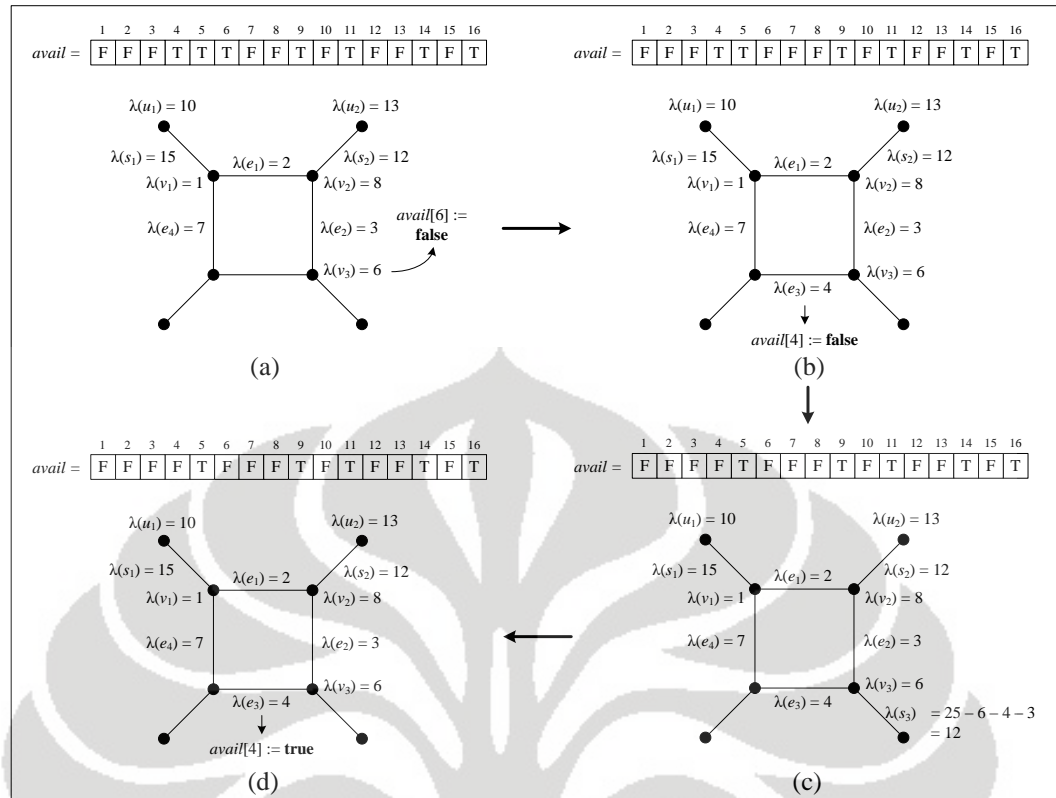 1 2 3 4 5 6 7 8 9 10 11 12 13 14 15 16
avail = F F F T T T F F T F T F F T F T
λ(u₁) = 10
λ(u₂) = 13
λ(s₁) = 15
λ(e₁) = 2
λ(s₂) = 12
λ(v₁) = 1
λ(v₂) = 8
λ(e₄) = 7
λ(e₂) = 3
avail[6] :=
false
λ(v₃) = 6
(a)
1 2 3 4 5 6 7 8 9 10 11 12 13 14 15 16
avail = F F F T T F F F T F T F F T F T
λ(u₁) = 10
λ(u₂) = 13
λ(s₁) = 15
λ(e₁) = 2
λ(s₂) = 12
λ(v₁) = 1
λ(v₂) = 8
λ(e₄) = 7
λ(e₂) = 3
λ(v₃) = 6
λ(e₃) = 4
avail[4] := false
(b)
1 2 3 4 5 6 7 8 9 10 11 12 13 14 15 16
avail = F F F F T F F F T F T F F T F T
λ(u₁) = 10
λ(u₂) = 13
λ(s₁) = 15
λ(e₁) = 2
λ(s₂) = 12
λ(v₁) = 1
λ(v₂) = 8
λ(e₄) = 7
λ(e₂) = 3
λ(v₃) = 6
λ(e₃) = 4
avail[4] := true
(d)
1 2 3 4 5 6 7 8 9 10 11 12 13 14 15 16
avail = F F F F T F F F T F T F F T F T
λ(u₁) = 10
λ(u₂) = 13
λ(s₁) = 15
λ(e₁) = 2
λ(s₂) = 12
λ(v₁) = 1
λ(v₂) = 8
λ(e₄) = 7
λ(e₂) = 3
λ(v₃) = 6
λ(e₃) = 4
λ(s₃) = 25 − 6 − 4 − 3
= 12
(c)